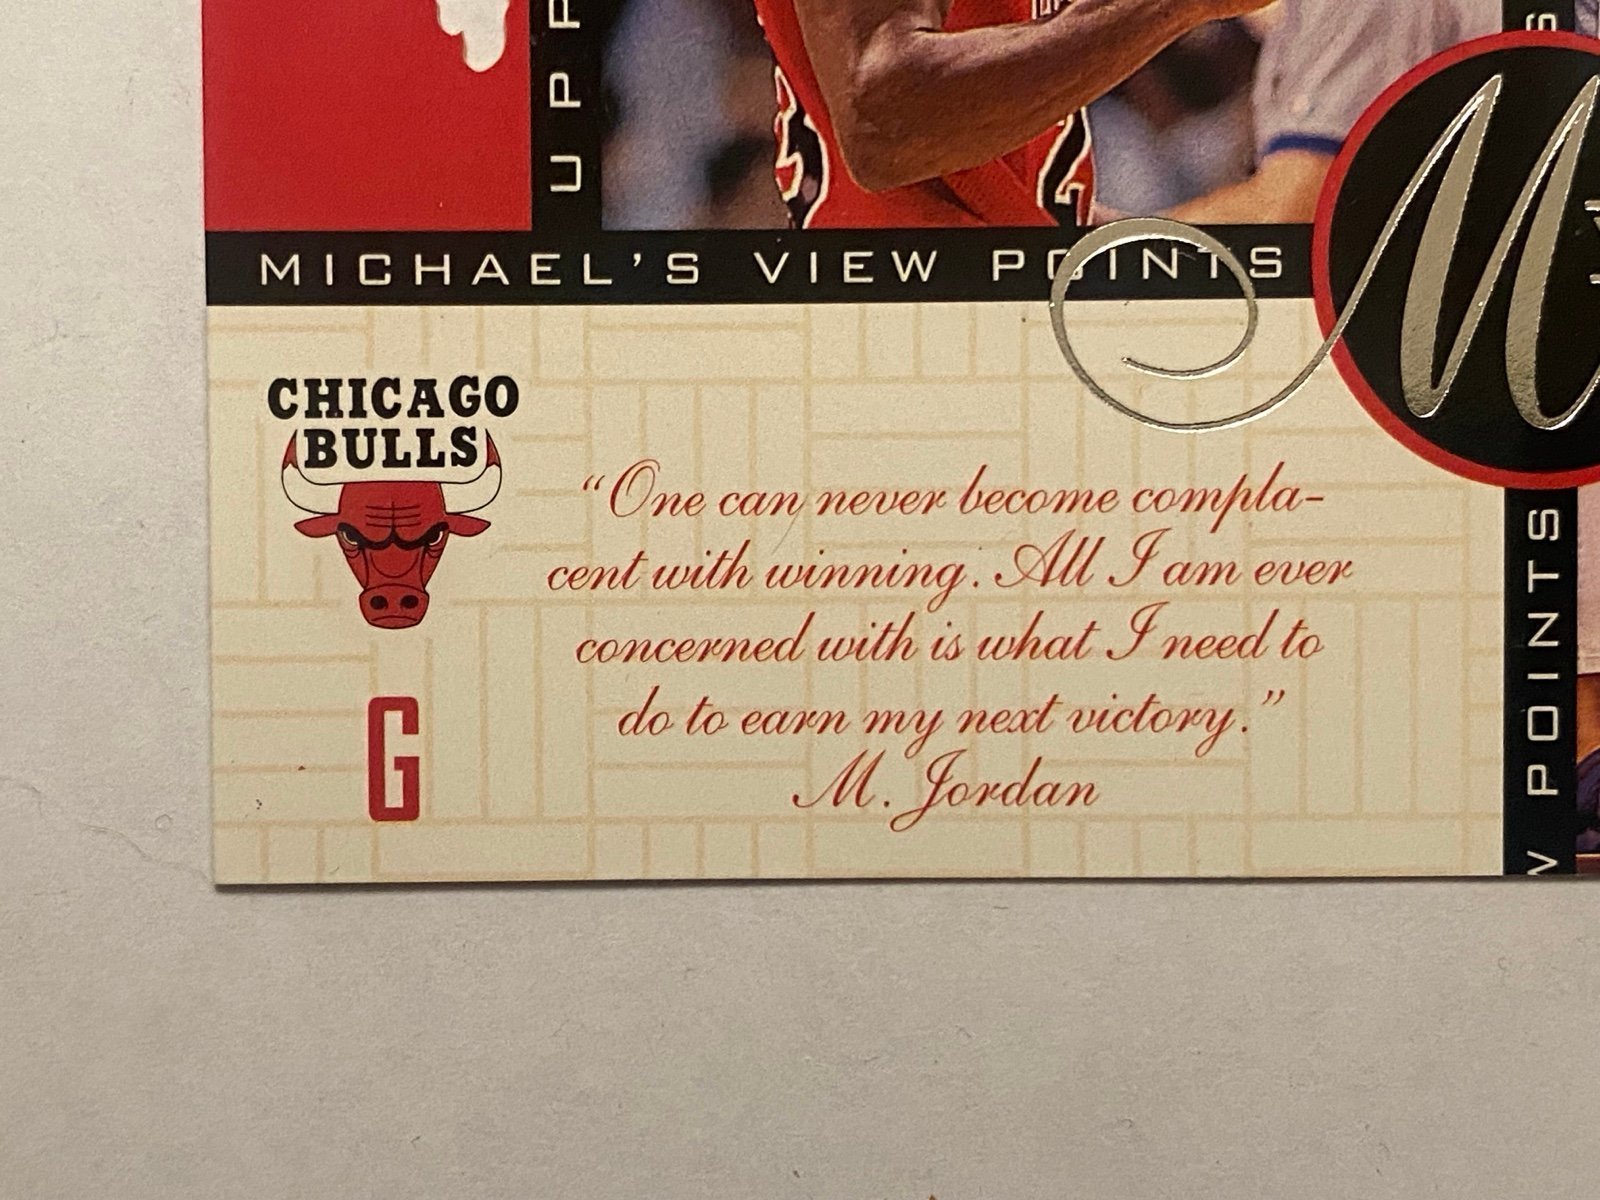 UPP
MICHAEL'S VIEW POINTS
M
CHICAGO
BULLS
"One can never become compla-
cent with winning. All I am ever
concerned with is what I need to
do to earn my next victory."
M. Jordan
G
W POINTS
S